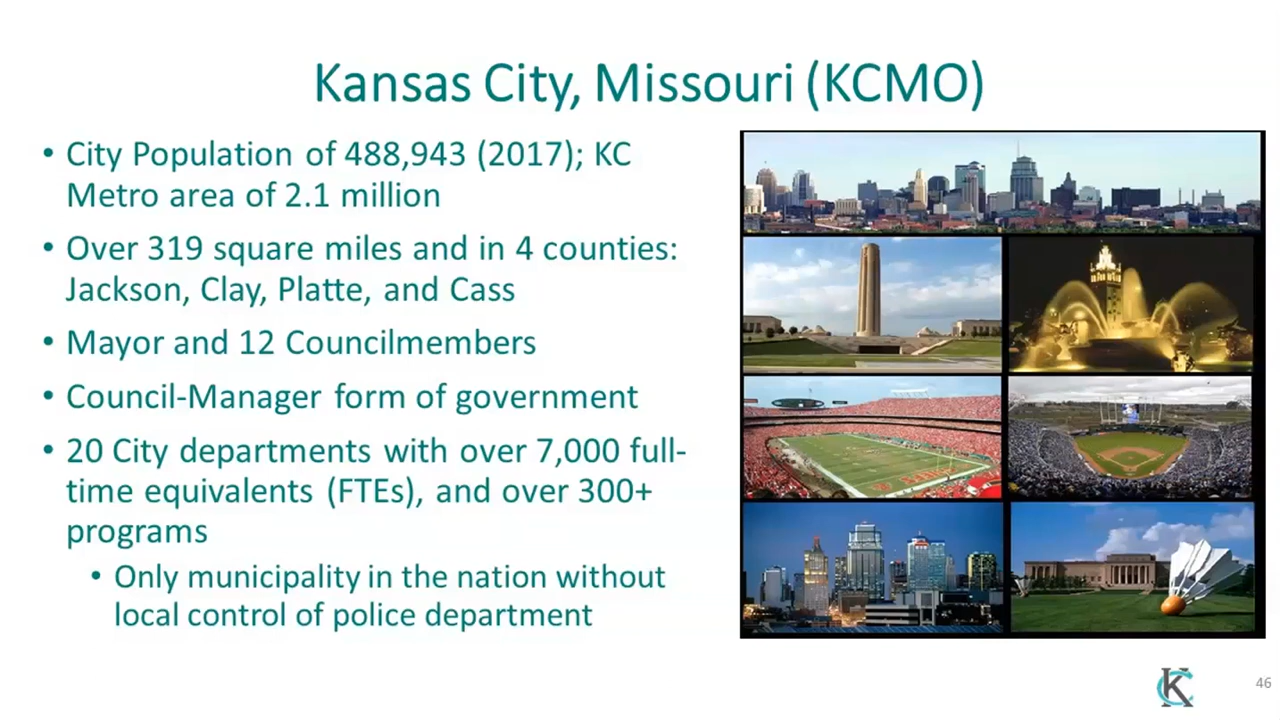 Kansas City, Missouri (KCMO)
• City Population of 488,943 (2017); KC
Metro area of 2.1 million
• Over 319 square miles and in 4 counties:
Jackson, Clay, Platte, and Cass
• Mayor and 12 Councilmembers
• Council-Manager form of government
• 20 City departments with over 7,000 full-
time equivalents (FTEs), and over 300+
programs
• Only municipality in the nation without
local control of police department
KC
46